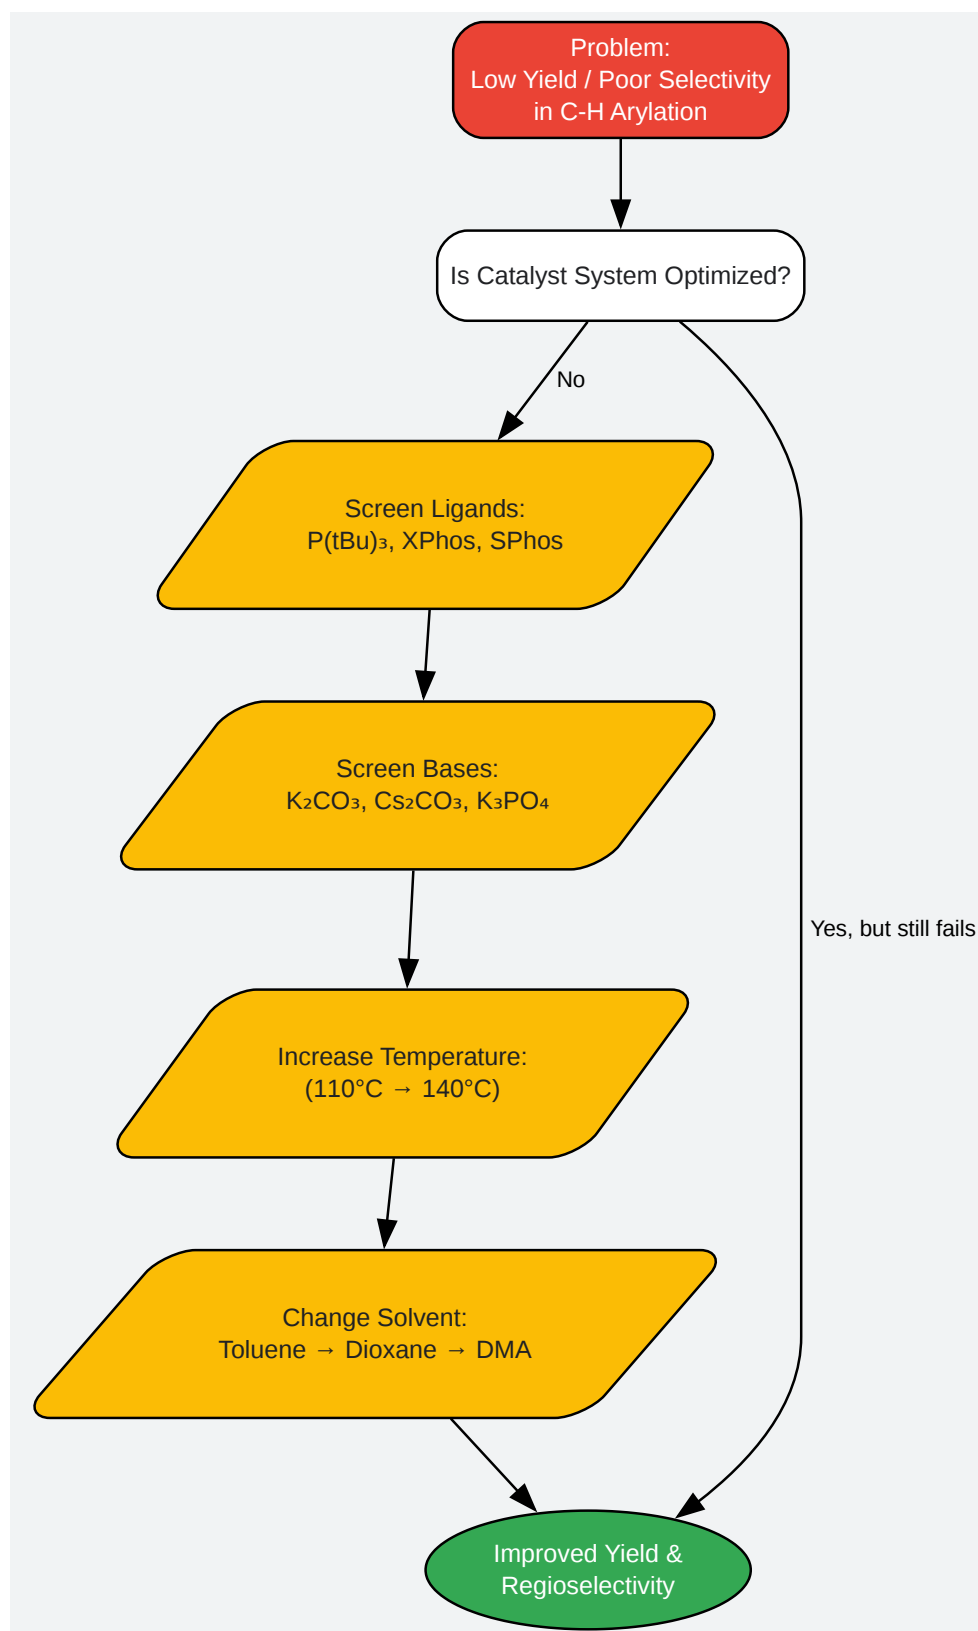 Problem:
Low Yield / Poor Selectivity
in C-H Arylation
Is Catalyst System Optimized?
No
Screen Ligands:
P(tBu)₃, XPhos, SPhos
Screen Bases:
K₂CO₃, Cs₂CO₃, K₃PO₄
Yes, but still fails
Increase Temperature:
(110°C → 140°C)
Change Solvent:
Toluene → Dioxane → DMA
Improved Yield &
Regioselectivity